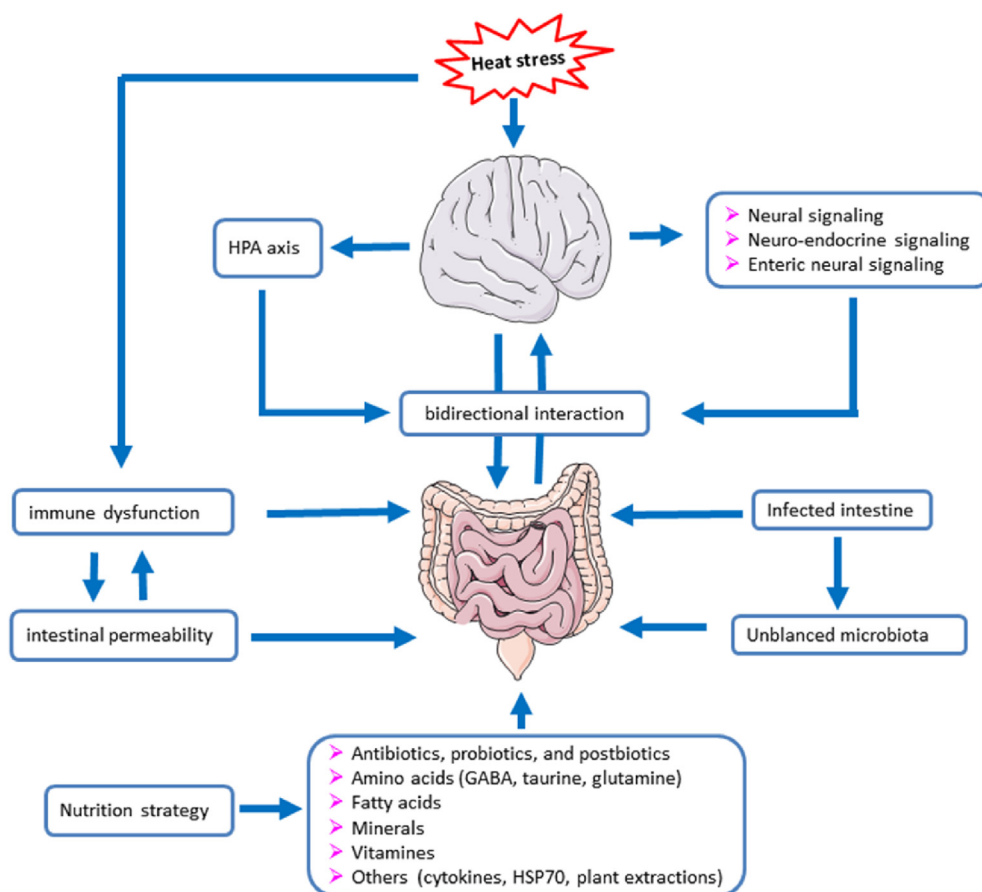 Heat stress
HPA axis
Neural signaling
Neuro-endocrine signaling
Enteric neural signaling
bidirectional interaction
immune dysfunction
Infected intestine
intestinal permeability
Unblanced microbiota
Nutrition strategy
Antibiotics, probiotics, and postbiotics
Amino acids (GABA, taurine, glutamine)
Fatty acids
Minerals
Vitamines
Others (cytokines, HSP70, plant extractions)